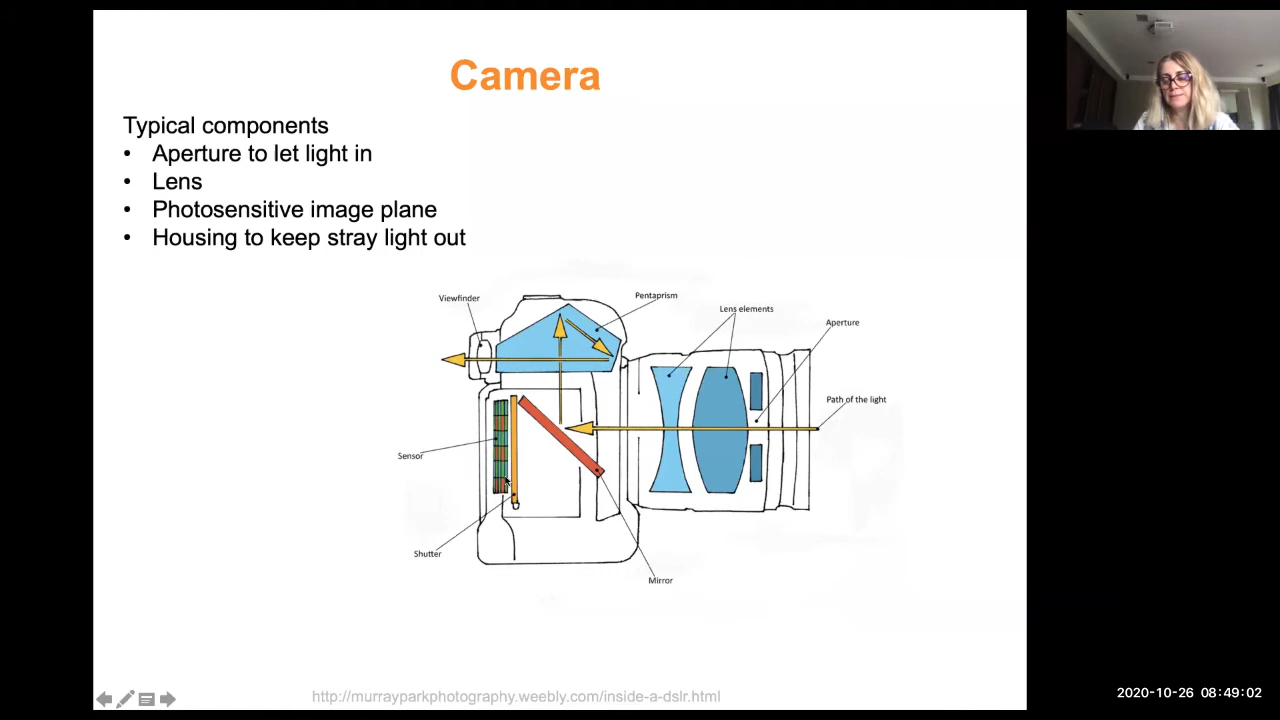 Camera
Typical components
• Aperture to let light in
• Lens
• Photosensitive image plane
• Housing to keep stray light out
Viewfinder
Pentaprism
Lens elements
Aperture
Path of the light
Sensor
Shutter
Mirror
http://murrayparkphotography.weebly.com/inside-a-dslr.html
2020-10-26 08:49:02